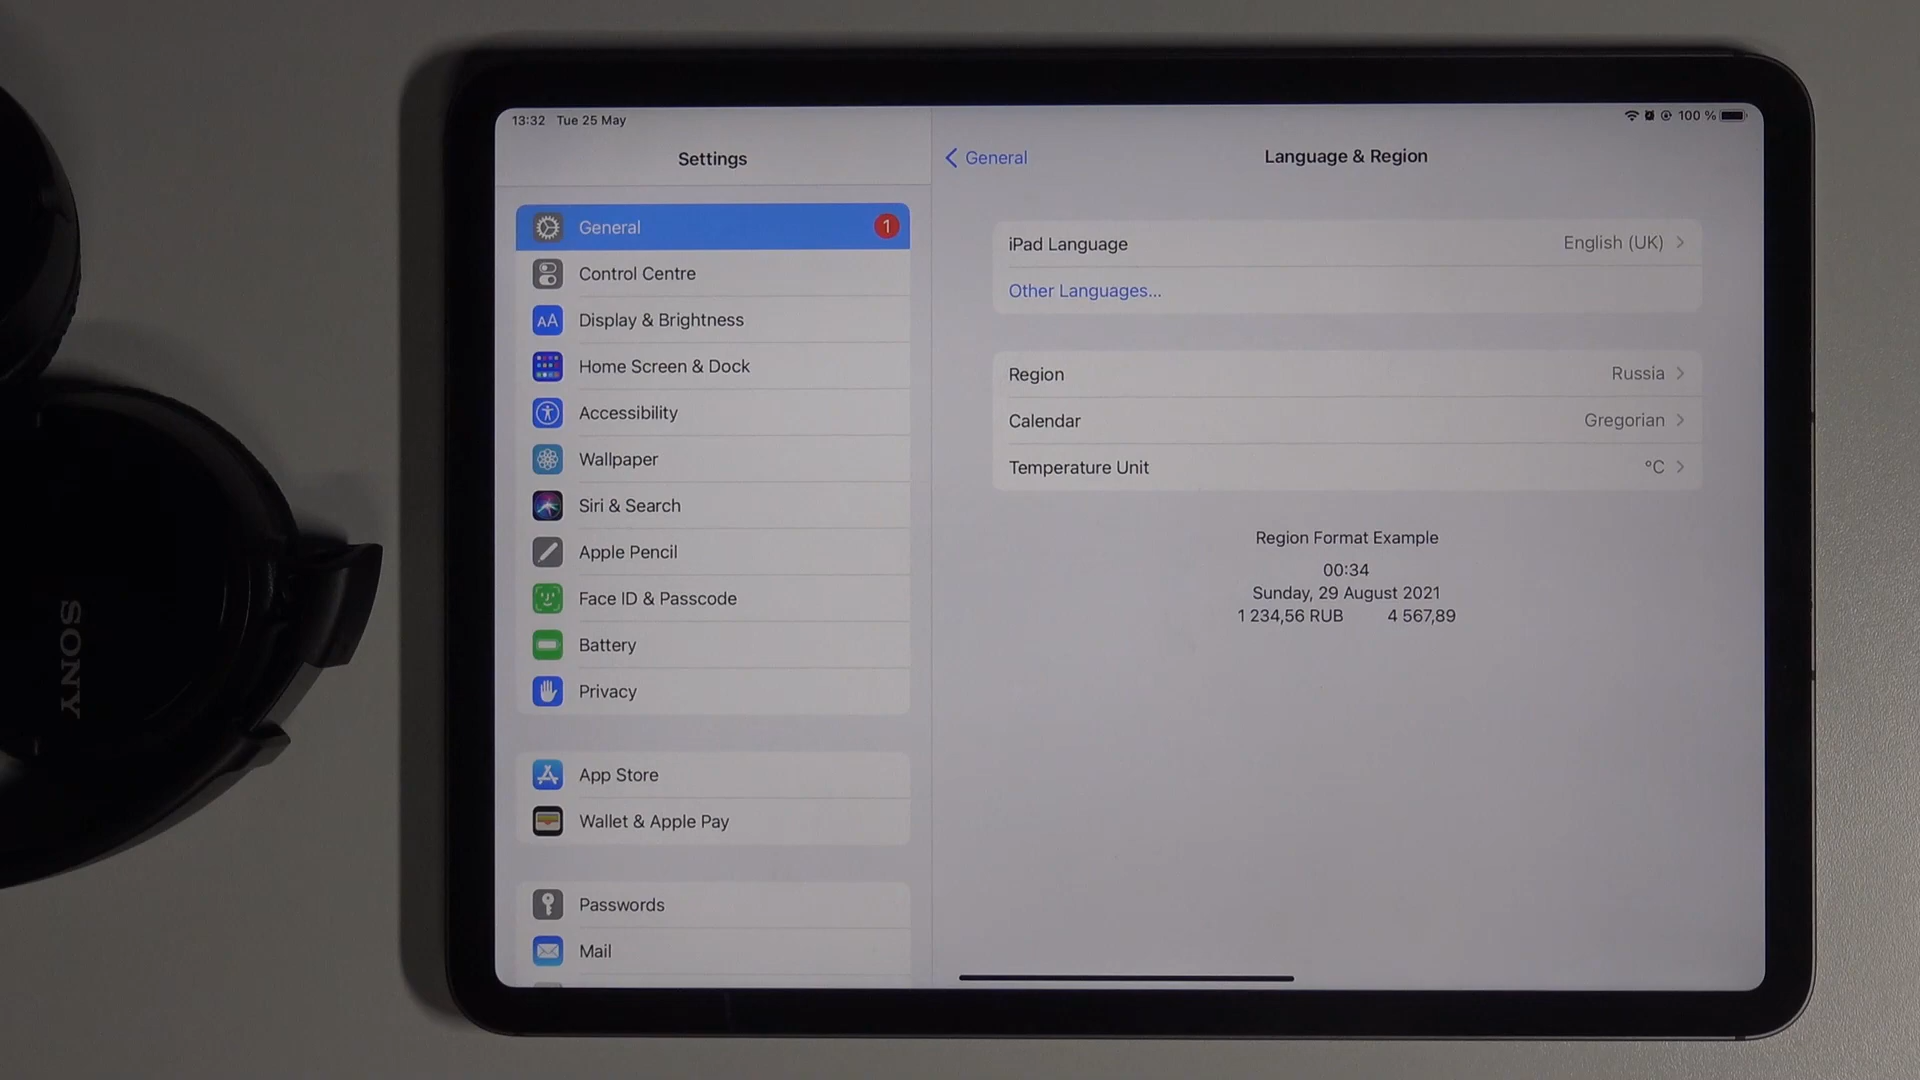 13:32 Tue 25 May
100 %
Settings
General
1
Control Centre
AA
Display & Brightness
Home Screen & Dock
Accessibility
Wallpaper
Siri & Search
Apple Pencil
Face ID & Passcode
Battery
Privacy
App Store
Wallet & Apple Pay
Passwords
Mail
General
Language & Region
iPad Language English (UK)
Other Languages...
Region Russia
Calendar Gregorian
Temperature Unit °C
Region Format Example
00:34
Sunday, 29 August 2021
1 234,56 RUB 4 567,89
SONY